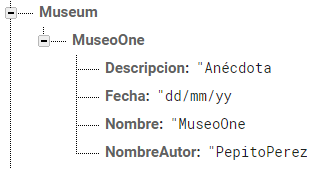 Museum
MuseoOne
Descripcion: "Anécdota
Fecha: "dd/mm/yy
Nombre: "MuseoOne
NombreAutor: "PepitoPerez